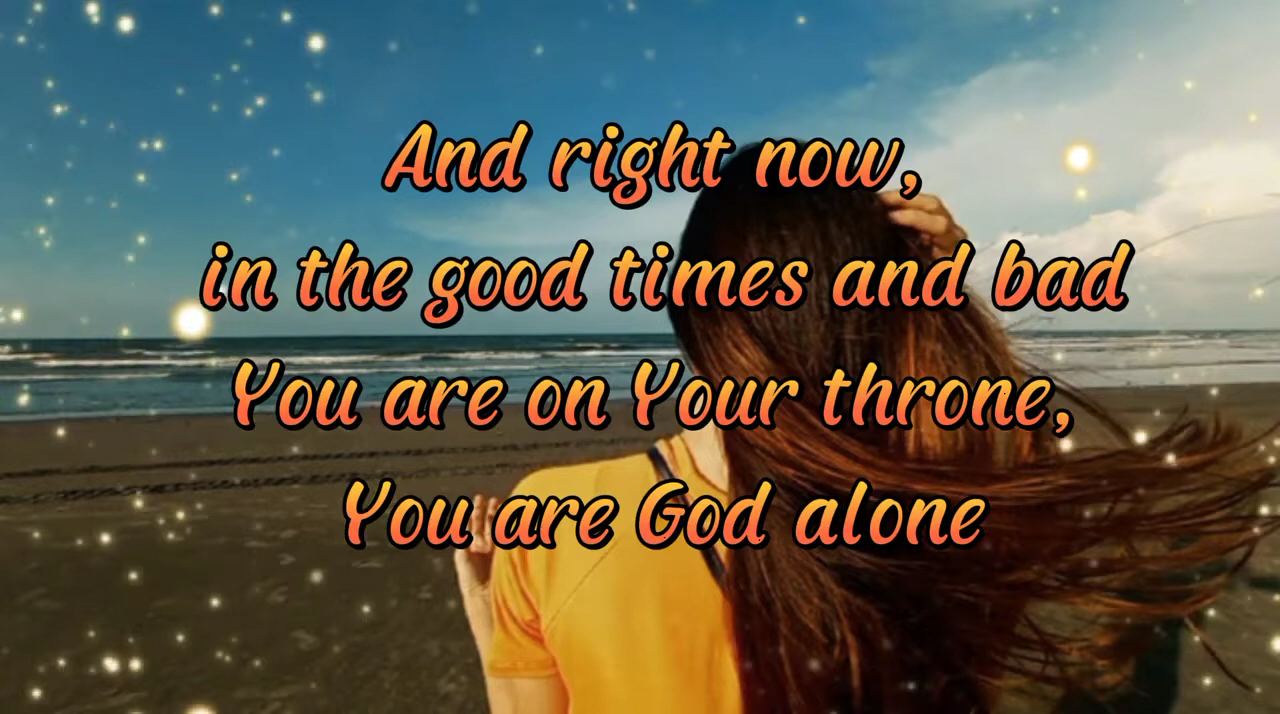 And right now,
in the good times and bad
You are on Your throne,
You are God alone